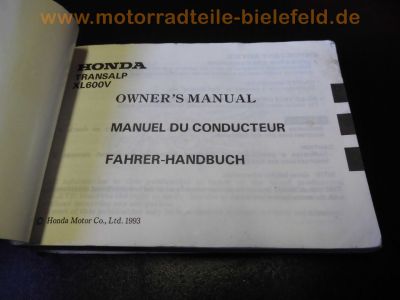 www.motorradteile-bielefeld.de
HONDA
TRANSALP
XL600V
OWNER'S MANUAL
MANUEL DU CONDUCTEUR
FAHRER-HANDBUCH
© Honda Motor Co., Ltd. 1993